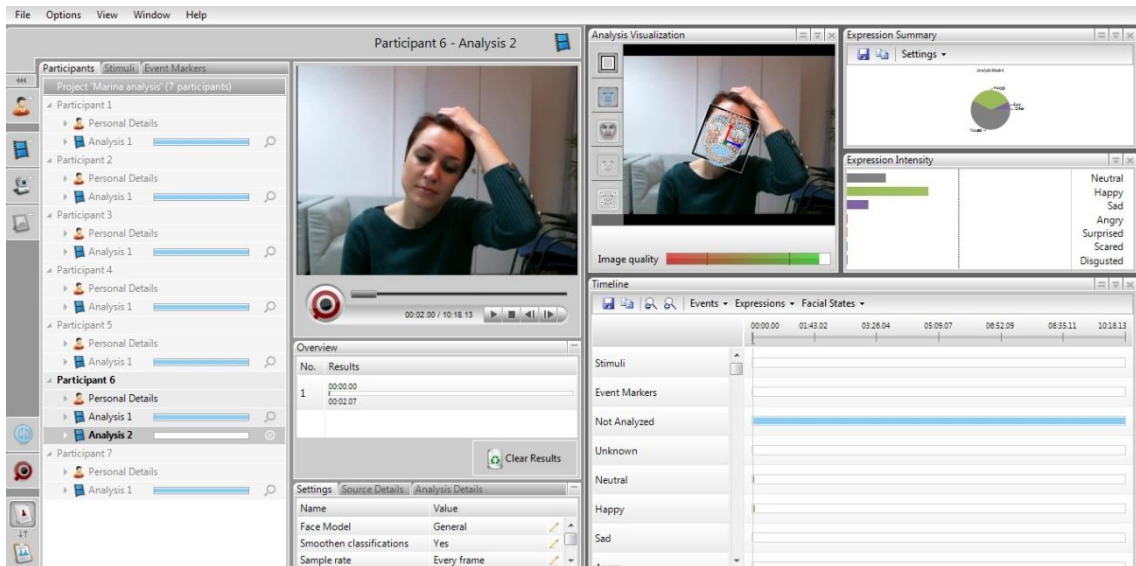 File Options View Window Help
Participant 6 - Analysis 2
Participants Stimuli Event Markers
Project 'Marina analysis' (7 participants)
Participant 1
Personal Details
Analysis 1
Participant 2
Personal Details
Analysis 1
Participant 3
Personal Details
Analysis 1
Participant 4
Personal Details
Analysis 1
Participant 5
Personal Details
Analysis 1
Participant 6
Personal Details
Analysis 1
Analysis 2
Participant 7
Personal Details
Analysis 1
00:02.00 / 10:18.13
Overview
No. Results
1 00:00.00
00:02.07
Clear Results
Settings Source Details Analysis Details
Name Value
Face Model General
Smoothen classifications Yes
Sample rate Every frame
Analysis Visualization
Image quality
Expression Summary
Settings
Expression Intensity
Neutral
Happy
Sad
Angry
Surprised
Scared
Disgusted
Timeline
Events Expressions Facial States
00:00.00 01:43.02 03:26.04 05:09.07 06:52.09 08:35.11 10:18.13
Stimuli
Event Markers
Not Analyzed
Unknown
Neutral
Happy
Sad